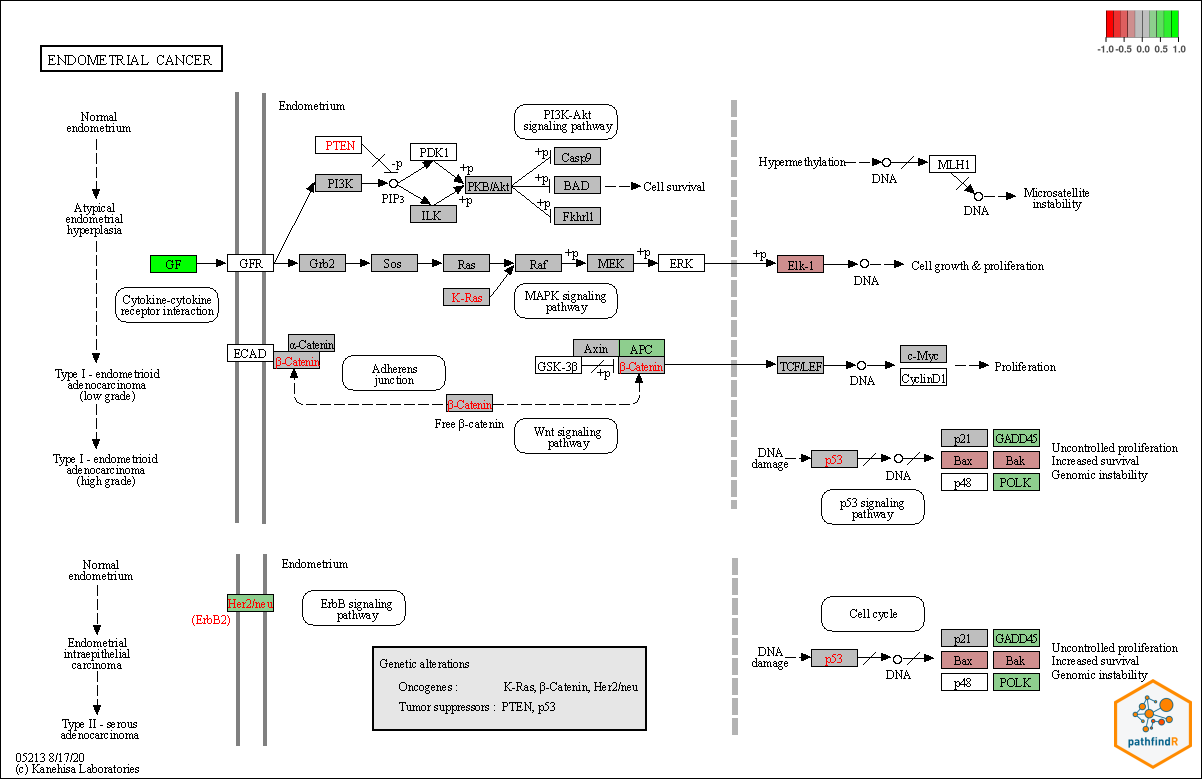 -1.0 -0.5 0.0 0.5 1.0
ENDOMETRIAL CANCER
Normal
endometrium
Atypical
endometrial
hyperplasia
Type I - endometrioid
adenocarcinoma
(low grade)
Type I - endometrioid
adenocarcinoma
(high grade)
Endometrium
PTEN
-p
PDK1
PI3K
PIP3
ILK
+p
+p
PKB/Akt
PI3K-Akt
signaling pathway
+p
Casp9
+p
BAD
+p
Fkhrl1
Cell survival
Hypermethylation
DNA
MLH1
DNA
Microsatellite
instability
GF
GFR
Grb2
Sos
Ras
Raf
+p
MEK
+p
ERK
+p
Elk-1
DNA
Cell growth & proliferation
K-Ras
Cytokine-cytokine
receptor interaction
MAPK signaling
pathway
ECAD
α-Catenin
β-Catenin
Adherens
junction
Axin
APC
GSK-3β
+p
β-Catenin
TCF/LEF
DNA
c-Myc
CyclinD1
Proliferation
β-Catenin
Free β-catenin
Wnt signaling
pathway
DNA
damage
p53
DNA
p21
GADD45
Bax
Bak
p48
POLK
Uncontrolled proliferation
Increased survival
Genomic instability
p53 signaling
pathway
Normal
endometrium
Endometrial
intraepithelial
carcinoma
Type II - serous
adenocarcinoma
Endometrium
Her2/neu
(ErbB2)
ErbB signaling
pathway
Cell cycle
DNA
damage
p53
DNA
p21
GADD45
Bax
Bak
p48
POLK
Uncontrolled proliferation
Increased survival
Genomic instability
Genetic alterations
Oncogenes : K-Ras, β-Catenin, Her2/neu
Tumor suppressors : PTEN, p53
05213 8/17/20
(c) Kanehisa Laboratories
pathfindR